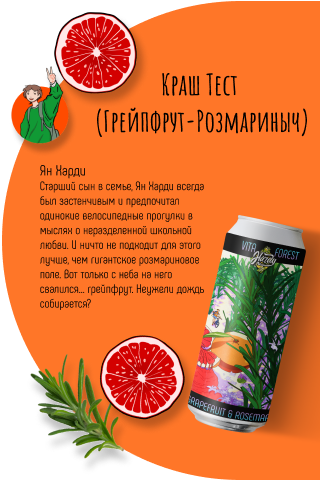 Краш Тест
(Грейпфрут-Розмариныч)
Ян Харди
Старший сын в семье, Ян Харди всегда
был застенчивым и предпочитал
одинокие велосипедные прогулки в
мыслях о неразделенной школьной
любви. И ничто не подходит для этого
лучше, чем гигантское розмариновое
поле. Вот только с неба на него
свалился... грейпфрут. Неужели дождь
собирается?
VITA FOREST
Hardy
GRAPEFRUIT & ROSEMARY